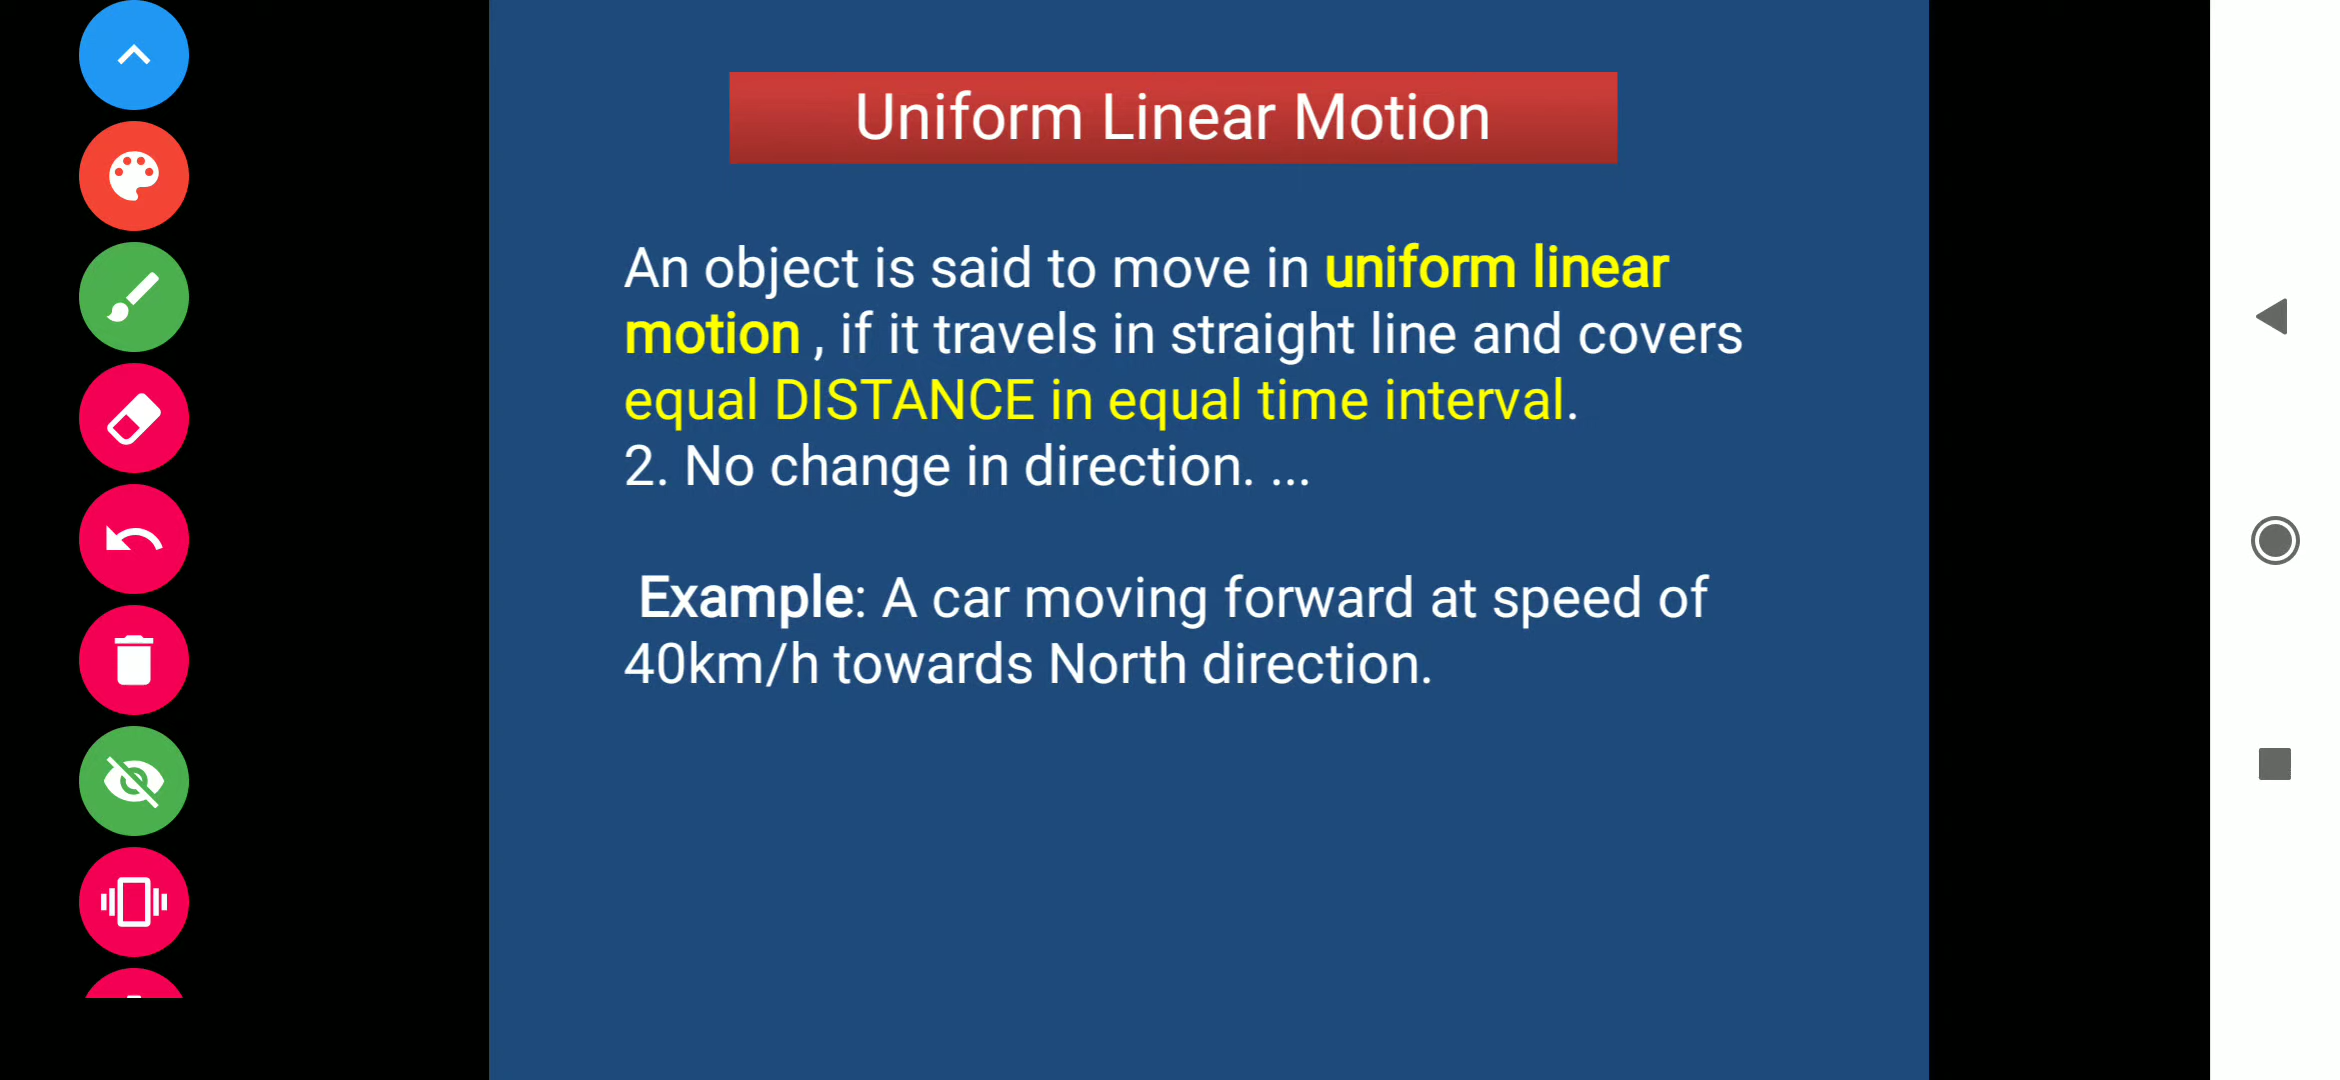 Uniform Linear Motion
An object is said to move in uniform linear
motion , if it travels in straight line and covers
equal DISTANCE in equal time interval.
2. No change in direction. ...
Example: A car moving forward at speed of
40km/h towards North direction.